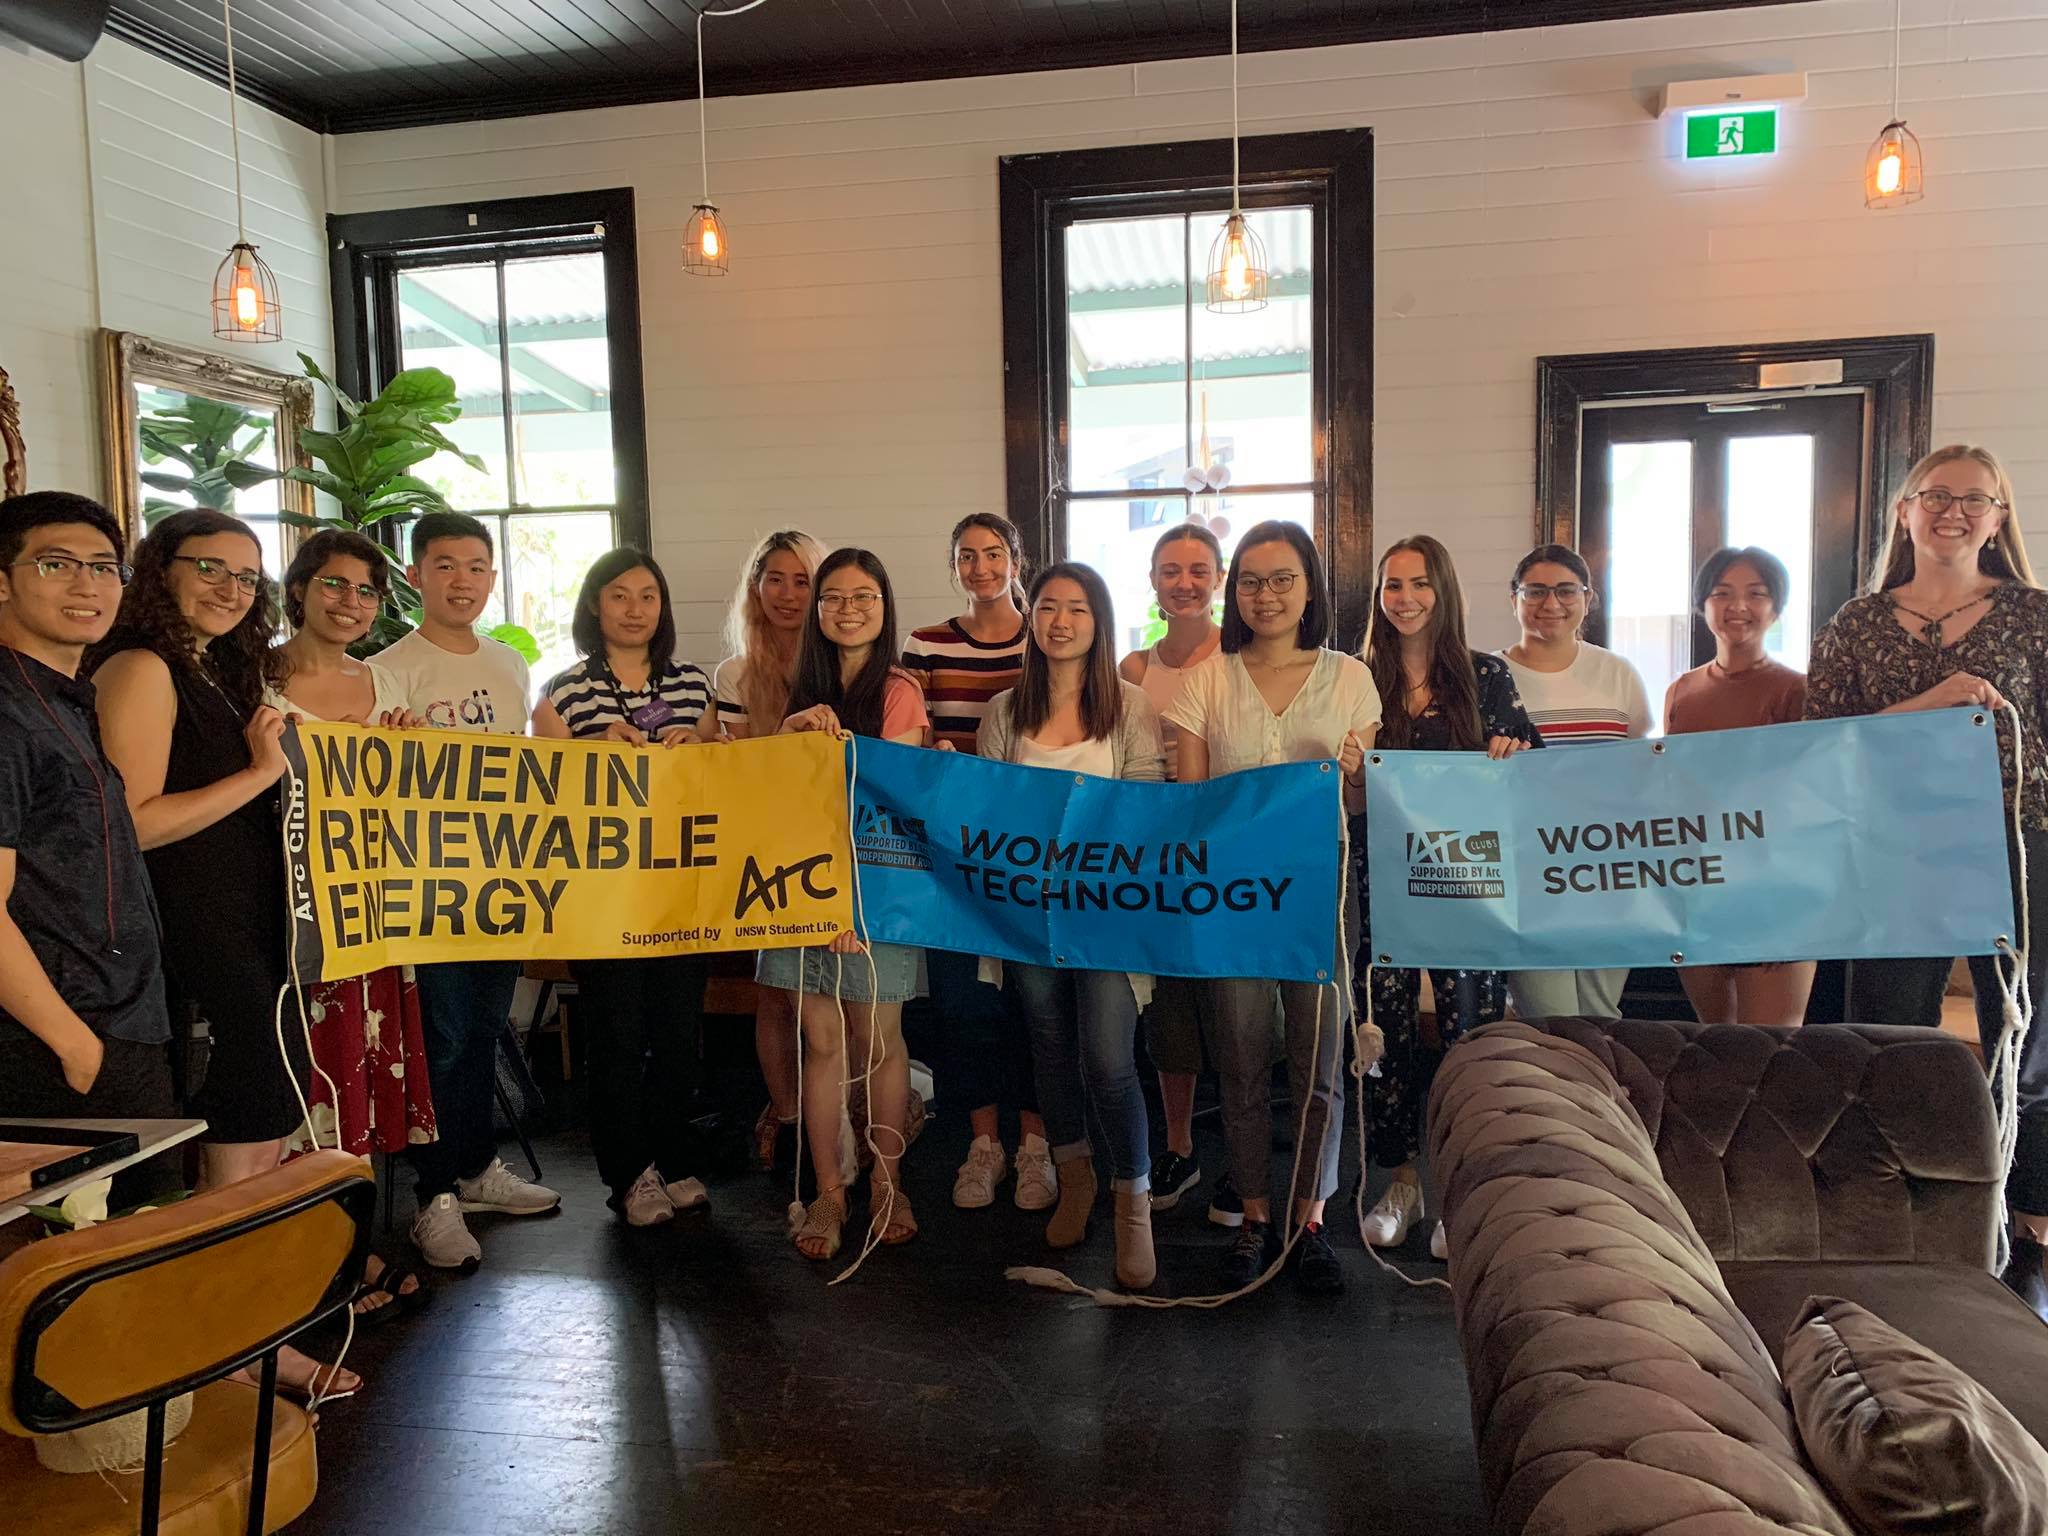 Arc Club
WOMEN IN
RENEWABLE
ENERGY
Supported by
Arc
UNSW Student Life
Arc CLUBS
SUPPORTED BY Arc
INDEPENDENTLY RUN
WOMEN IN
TECHNOLOGY
Arc CLUBS
SUPPORTED BY Arc
INDEPENDENTLY RUN
WOMEN IN
SCIENCE